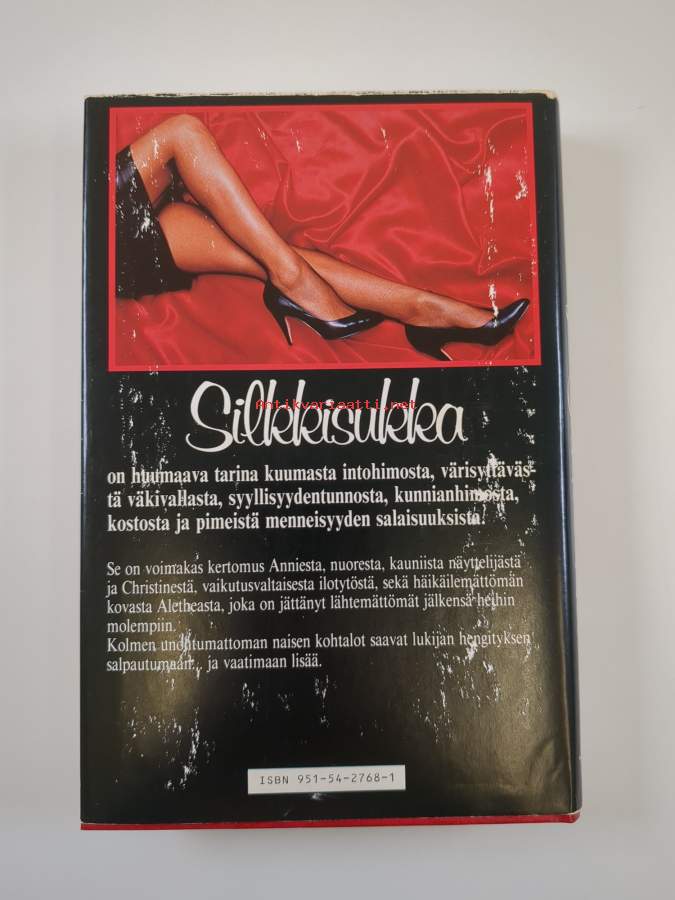 Silkkisukka
Antikvariaatti.net
on huumaava tarina kuumasta intohimosta, värisyttäväs-
tä väkivallasta, syyllisyydentunnosta, kunnianhimosta,
kostosta ja pimeistä menneisyyden salaisuuksista.
Se on voimakas kertomus Anniesta, nuoresta, kauniista näyttelijästä
ja Christinestä, vaikutusvaltaisesta ilotytöstä, sekä häikäilemättömän
kovasta Aletheasta, joka on jättänyt lähtemättömät jälkensä heihin
molempiin.
Kolmen unohtumattoman naisen kohtalot saavat lukijan hengityksen
salpautumaan... ja vaatimaan lisää.
ISBN 951-54-2768-1